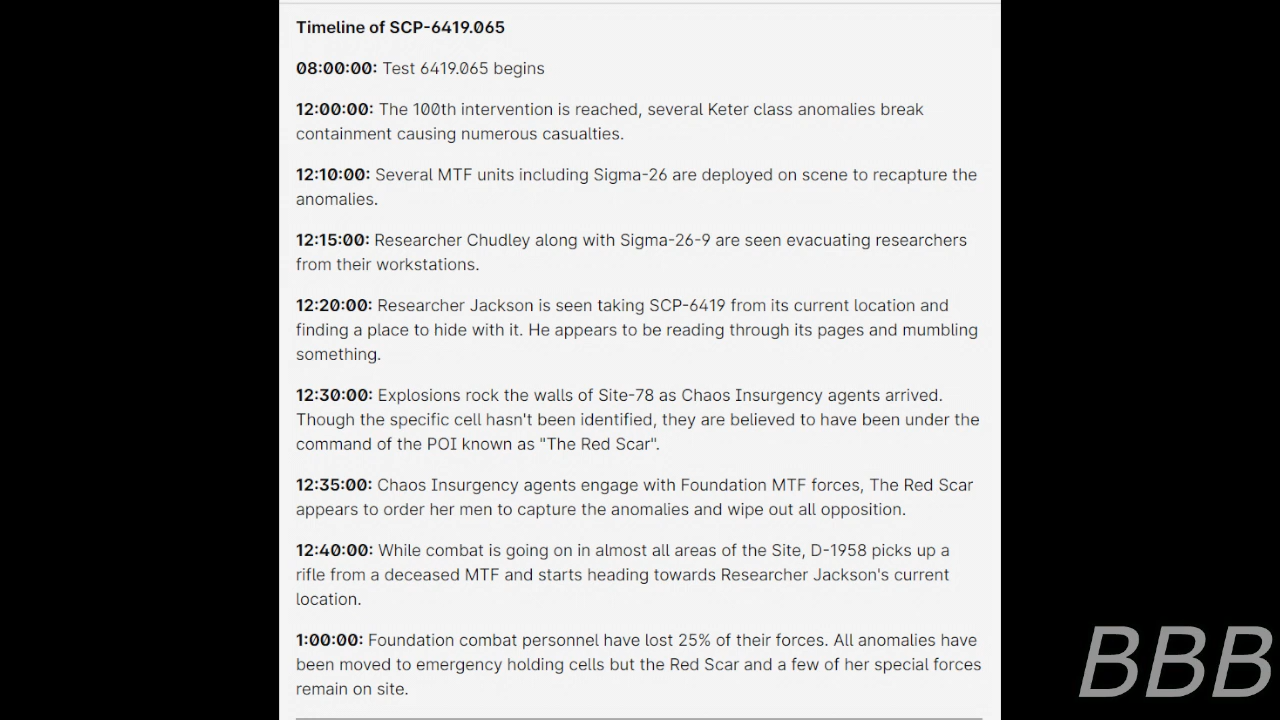 Timeline of SCP-6419.065
08:00:00: Test 6419.065 begins
12:00:00: The 100th intervention is reached, several Keter class anomalies break
containment causing numerous casualties.
12:10:00: Several MTF units including Sigma-26 are deployed on scene to recapture the
anomalies.
12:15:00: Researcher Chudley along with Sigma-26-9 are seen evacuating researchers
from their workstations.
12:20:00: Researcher Jackson is seen taking SCP-6419 from its current location and
finding a place to hide with it. He appears to be reading through its pages and mumbling
something.
12:30:00: Explosions rock the walls of Site-78 as Chaos Insurgency agents arrived.
Though the specific cell hasn't been identified, they are believed to have been under the
command of the POI known as "The Red Scar".
12:35:00: Chaos Insurgency agents engage with Foundation MTF forces, The Red Scar
appears to order her men to capture the anomalies and wipe out all opposition.
12:40:00: While combat is going on in almost all areas of the Site, D-1958 picks up a
rifle from a deceased MTF and starts heading towards Researcher Jackson's current
location.
1:00:00: Foundation combat personnel have lost 25% of their forces. All anomalies have
been moved to emergency holding cells but the Red Scar and a few of her special forces
remain on site.
BBB